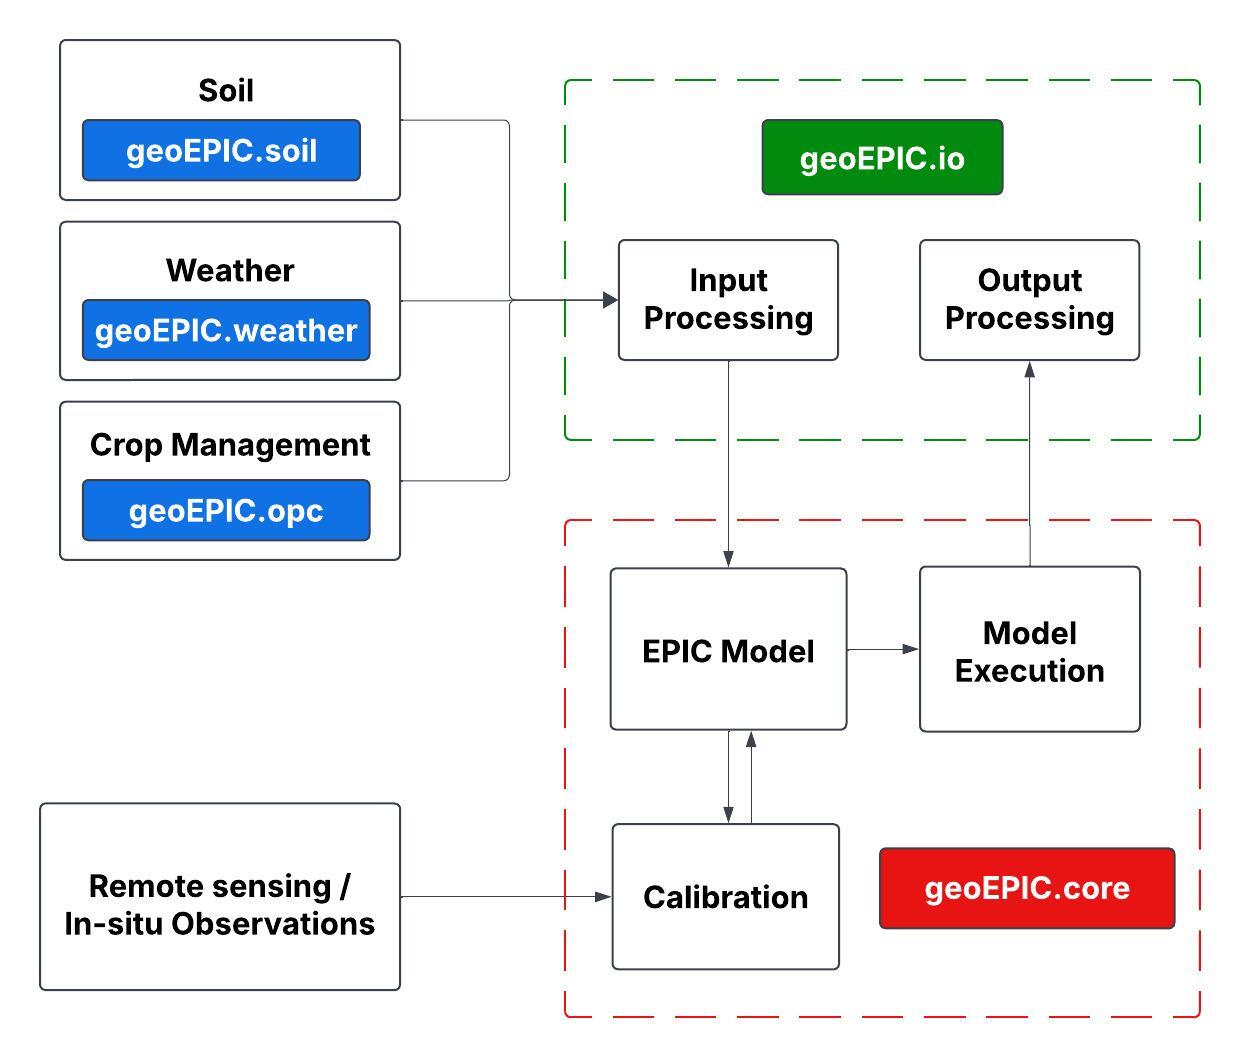 Soil
geoEPIC.soil
Weather
geoEPIC.weather
Crop Management
geoEPIC.opc
geoEPIC.io
Input
Processing
Output
Processing
EPIC Model
Model
Execution
Remote sensing /
In-situ Observations
Calibration
geoEPIC.core